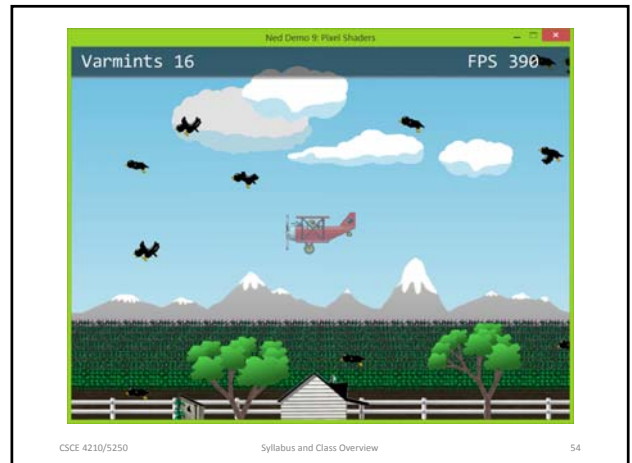 Ned Demo 9: Pixel Shaders
Varmints 16 FPS 390
CSCE 4210/5250 Syllabus and Class Overview 54